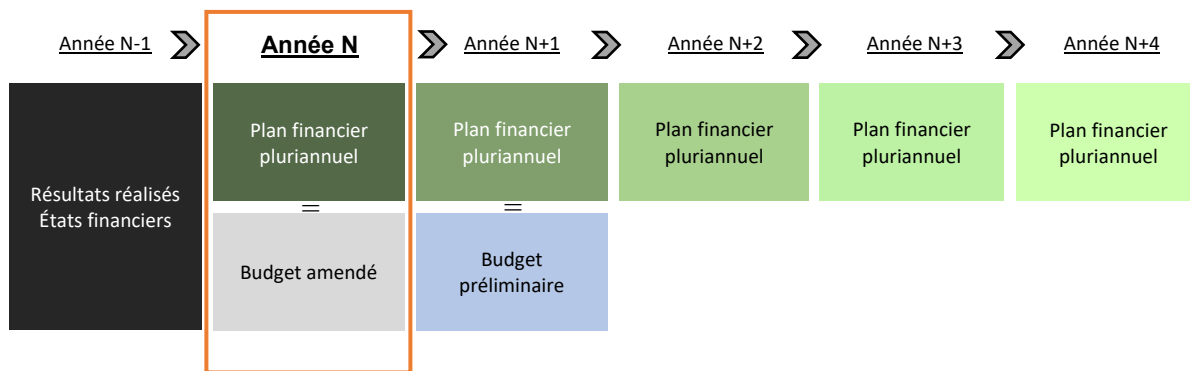 Année N-1
Année N
Année N+1
Année N+2
Année N+3
Année N+4
Résultats réalisés
États financiers
Plan financier
pluriannuel
=
Budget amendé
Plan financier
pluriannuel
=
Budget
préliminaire
Plan financier
pluriannuel
Plan financier
pluriannuel
Plan financier
pluriannuel